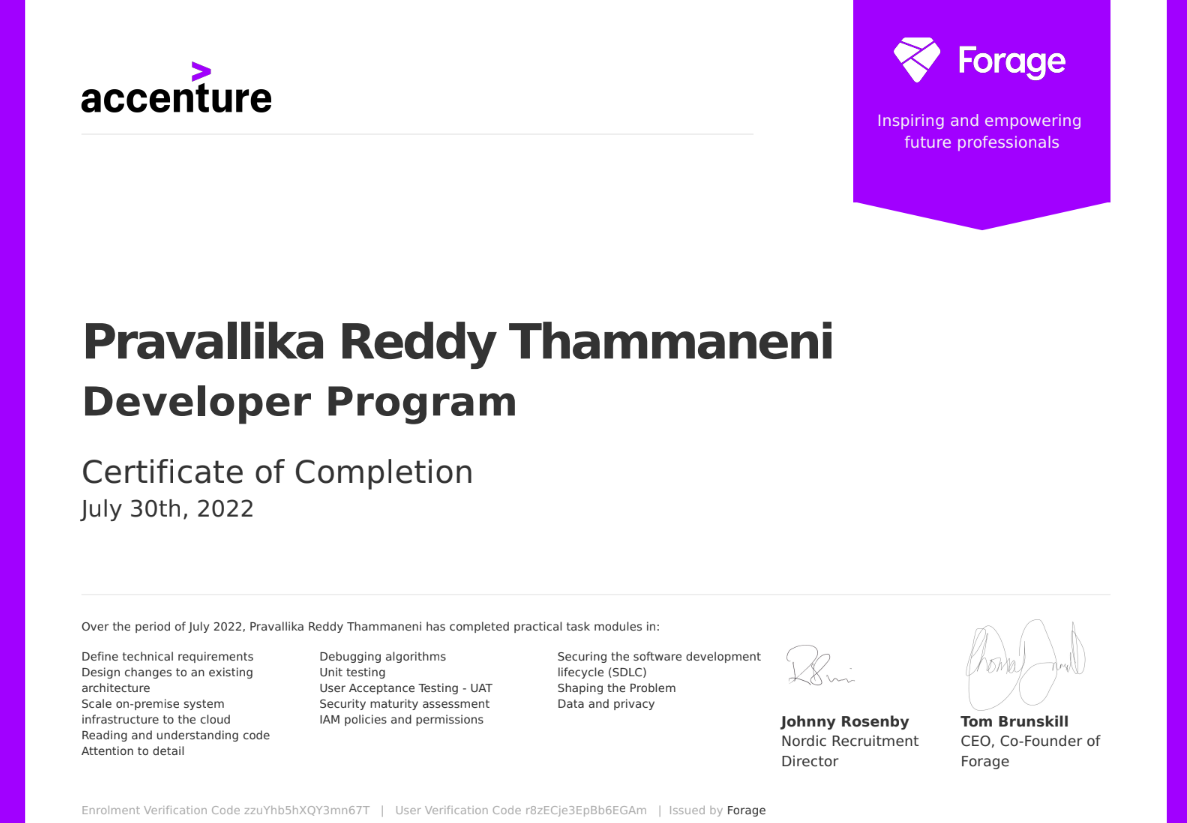 accenture
Forage
Inspiring and empowering
future professionals
Pravallika Reddy Thammaneni
Developer Program
Certificate of Completion
July 30th, 2022
Over the period of July 2022, Pravallika Reddy Thammaneni has completed practical task modules in:
Define technical requirements
Design changes to an existing
architecture
Scale on-premise system
infrastructure to the cloud
Reading and understanding code
Attention to detail
Debugging algorithms
Unit testing
User Acceptance Testing - UAT
Security maturity assessment
IAM policies and permissions
Securing the software development
lifecycle (SDLC)
Shaping the Problem
Data and privacy
Johnny Rosenby
Nordic Recruitment
Director
Tom Brunskill
CEO, Co-Founder of
Forage
Enrolment Verification Code zzuYhb5hXQY3mn67T | User Verification Code r8zECje3EpBb6EGAm | Issued by Forage